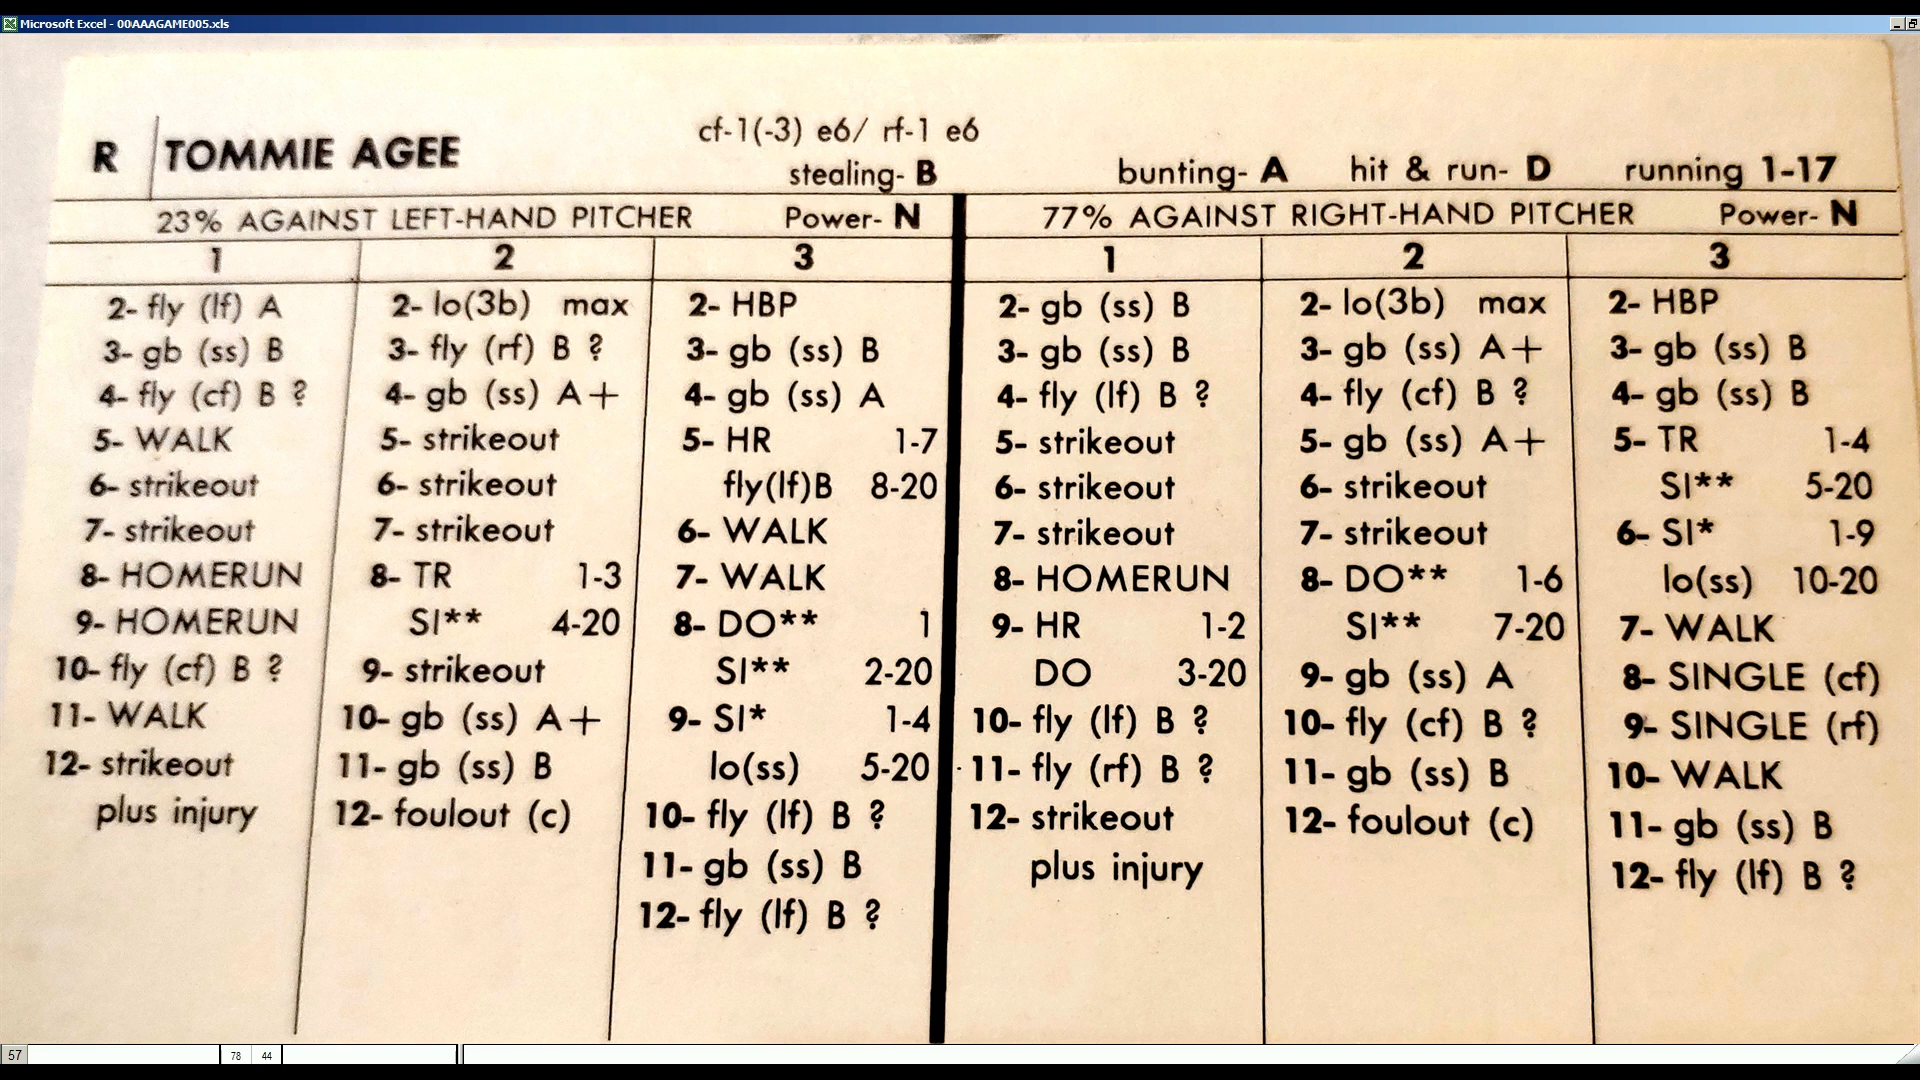 Microsoft Excel - 00AAAGAME005.xls
R TOMMIE AGEE
cf-1(-3) e6/ rf-1 e6
stealing- B bunting- A hit & run- D running 1-17
23% AGAINST LEFT-HAND PITCHER Power- N
1 2 3
2- fly (lf) A
3- gb (ss) B
4- fly (cf) B ?
5- WALK
6- strikeout
7- strikeout
8- HOMERUN
9- HOMERUN
10- fly (cf) B ?
11- WALK
12- strikeout
plus injury
2- lo(3b) max
3- fly (rf) B ?
4- gb (ss) A+
5- strikeout
6- strikeout
7- strikeout
8- TR 1-3
SI** 4-20
9- strikeout
10- gb (ss) A+
11- gb (ss) B
12- foulout (c)
2- HBP
3- gb (ss) B
4- gb (ss) A
5- HR 1-7
fly(lf)B 8-20
6- WALK
7- WALK
8- DO** 1
SI** 2-20
9- SI* 1-4
lo(ss) 5-20
10- fly (lf) B ?
11- gb (ss) B
12- fly (lf) B ?
77% AGAINST RIGHT-HAND PITCHER Power- N
1 2 3
2- gb (ss) B
3- gb (ss) B
4- fly (lf) B ?
5- strikeout
6- strikeout
7- strikeout
8- HOMERUN
9- HR 1-2
DO 3-20
10- fly (lf) B ?
11- fly (rf) B ?
12- strikeout
plus injury
2- lo(3b) max
3- gb (ss) A+
4- fly (cf) B ?
5- gb (ss) A+
6- strikeout
7- strikeout
8- DO** 1-6
SI** 7-20
9- gb (ss) A
10- fly (cf) B ?
11- gb (ss) B
12- foulout (c)
2- HBP
3- gb (ss) B
4- gb (ss) B
5- TR 1-4
SI** 5-20
6- SI* 1-9
lo(ss) 10-20
7- WALK
8- SINGLE (cf)
9- SINGLE (rf)
10- WALK
11- gb (ss) B
12- fly (lf) B ?
57 78 44